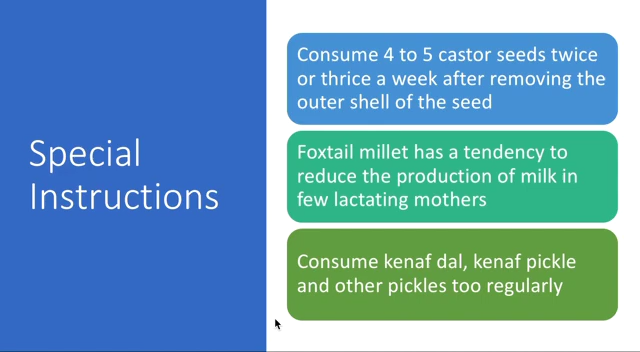 Special
Instructions
Consume 4 to 5 castor seeds twice
or thrice a week after removing the
outer shell of the seed
Foxtail millet has a tendency to
reduce the production of milk in
few lactating mothers
Consume kenaf dal, kenaf pickle
and other pickles too regularly